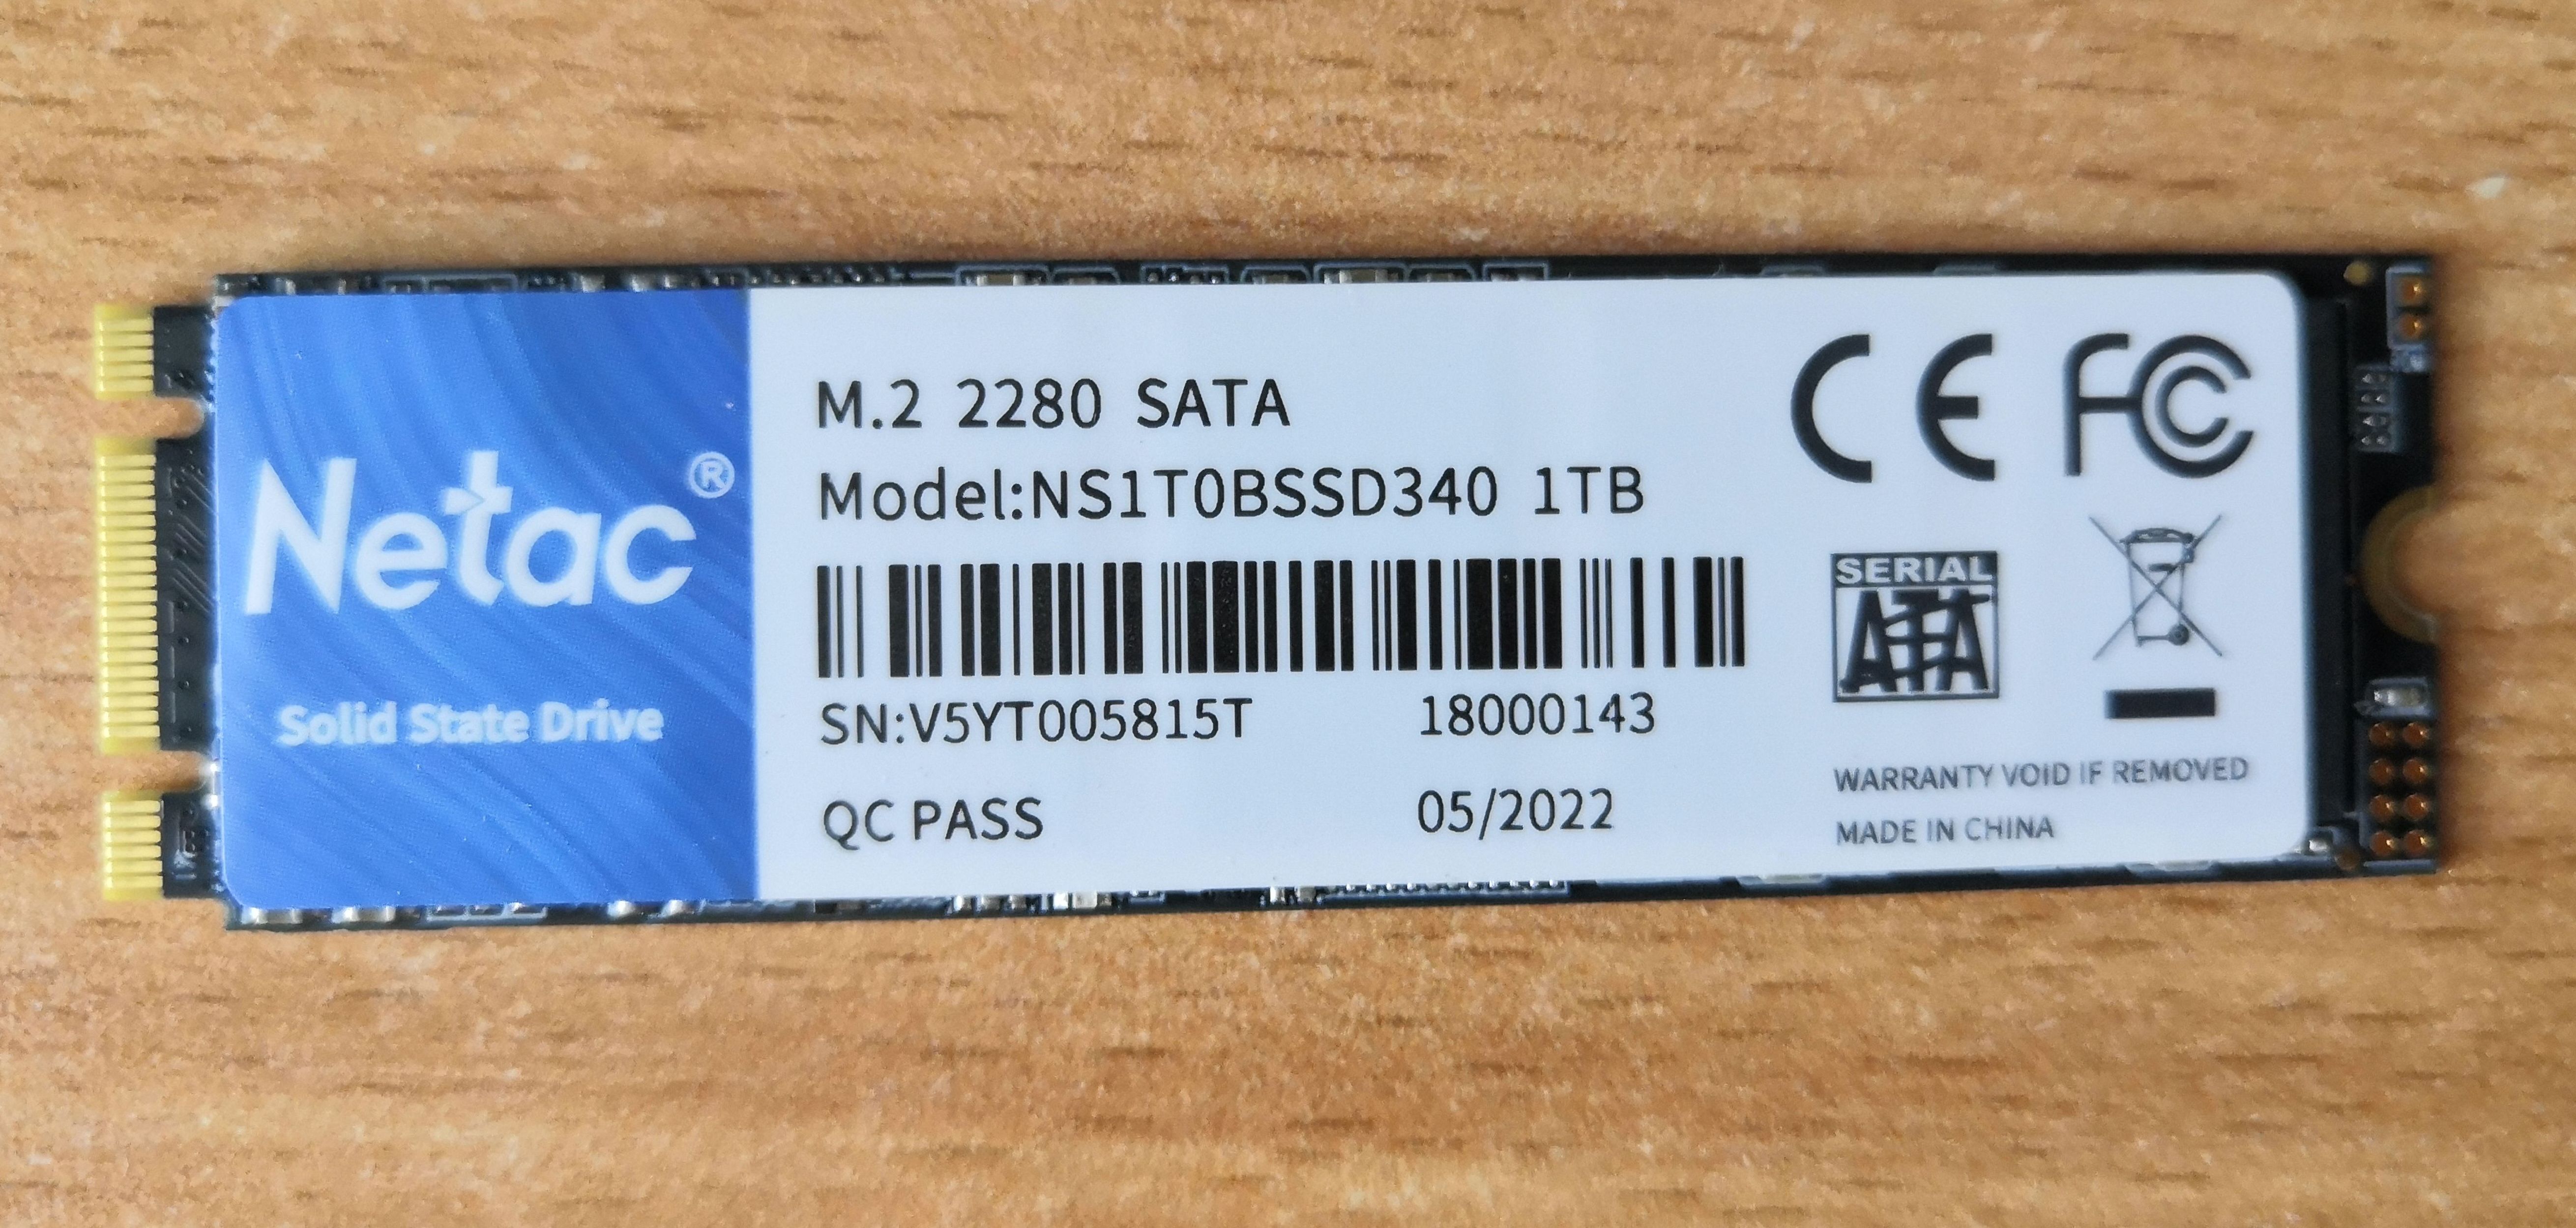 Netac®
Solid State Drive
M.2 2280 SATA
Model:NS1T0BSSD340 1TB
SN:V5YT005815T 18000143
QC PASS 05/2022
CE FC
SERIAL
ATA
WARRANTY VOID IF REMOVED
MADE IN CHINA